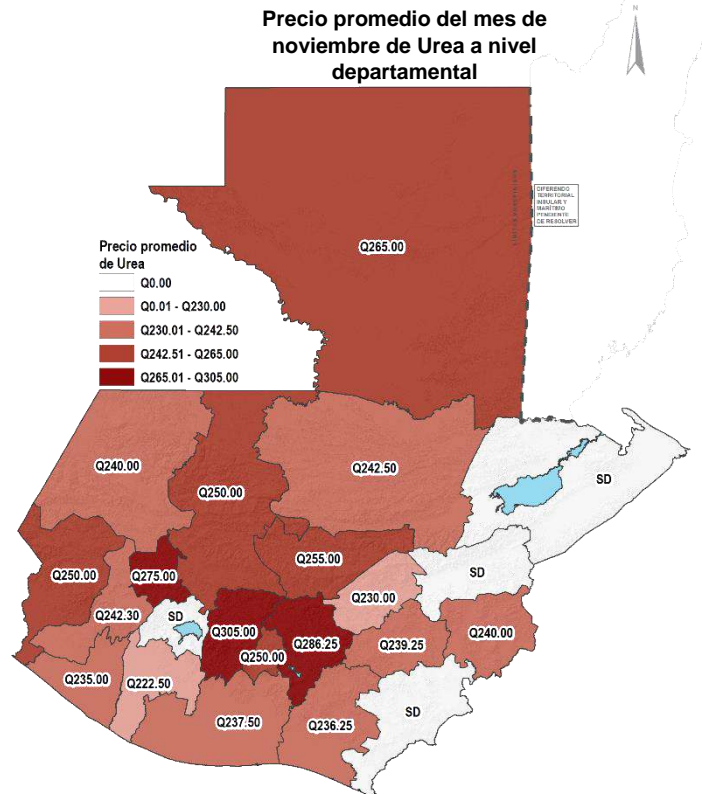 Precio promedio del mes de
noviembre de Urea a nivel
departamental
N
DIFERENDO
TERRITORIAL
INSULAR Y
MARÍTIMO
PENDIENTE
DE RESOLVER
Q265.00
Precio promedio
de Urea
Q0.00
Q0.01 - Q230.00
Q230.01 - Q242.50
Q242.51 - Q265.00
Q265.01 - Q305.00
Q240.00
Q242.50
Q250.00
SD
Q255.00
SD
Q250.00
Q275.00
Q230.00
Q242.30
SD
Q305.00
Q286.25
Q239.25
Q240.00
Q250.00
Q235.00
Q222.50
Q237.50
Q236.25
SD